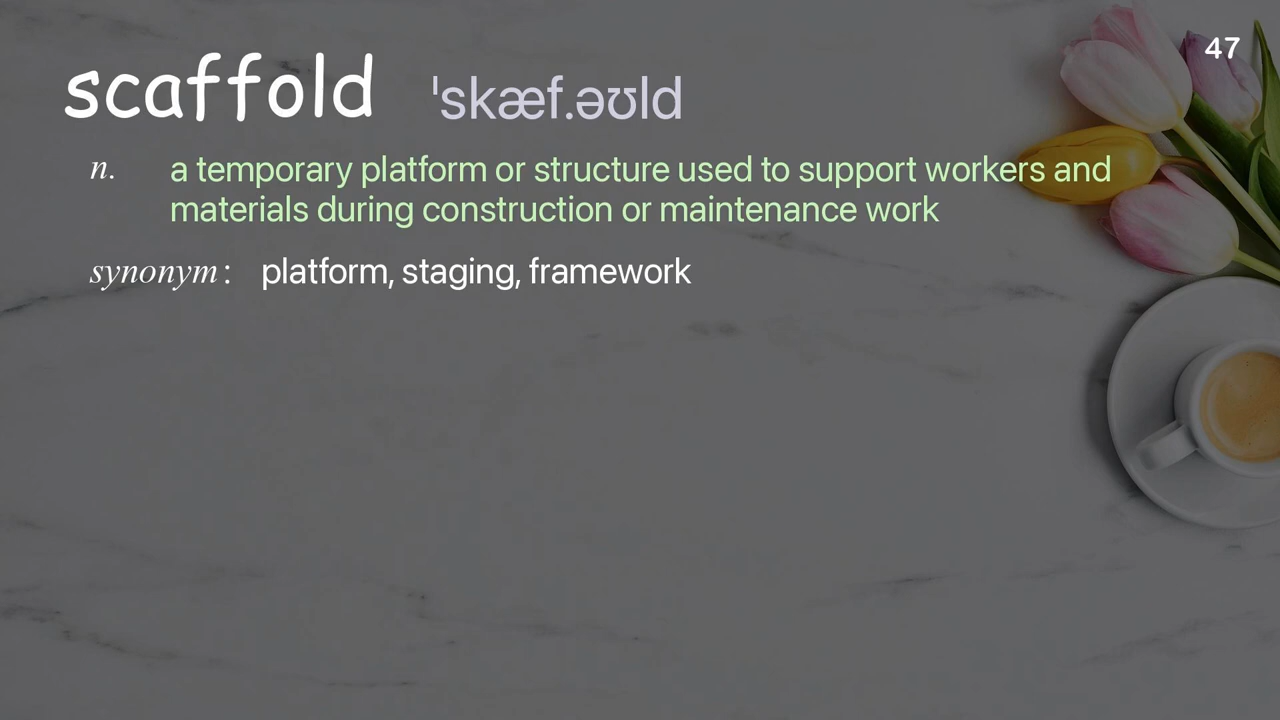 47
scaffold ˈskæf.əʊld
n. a temporary platform or structure used to support workers and
materials during construction or maintenance work
synonym: platform, staging, framework